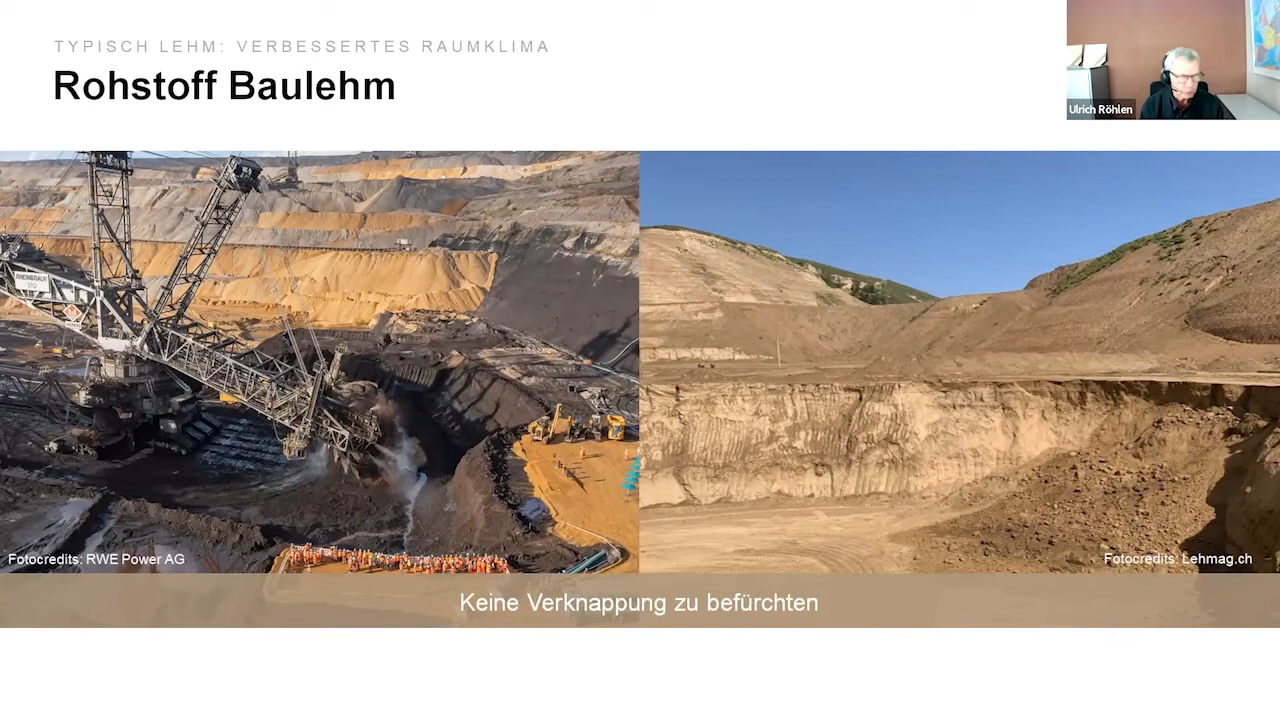 TYPISCH LEHM: VERBESSERTES RAUMKLIMA
Rohstoff Baulehm
Ulrich Röhlen
RHEINBRAUN
Fotocredits: RWE Power AG
Fotocredits: Lehmag.ch
Keine Verknappung zu befürchten